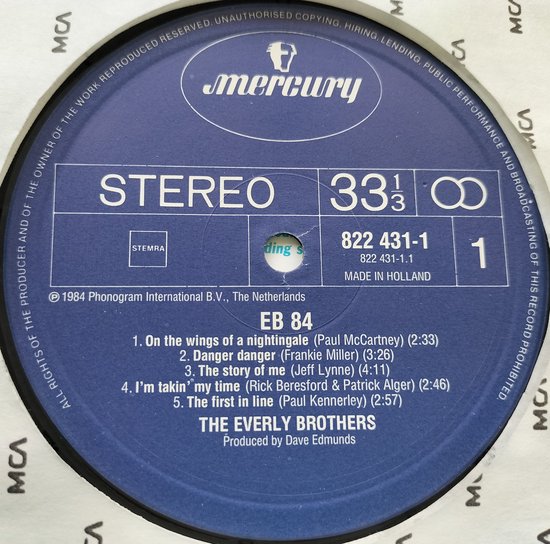 ALL RIGHTS OF THE PRODUCER AND OF THE OWNER OF THE WORK REPRODUCED RESERVED. UNAUTHORISED COPYING, HIRING, LENDING, PUBLIC PERFORMANCE AND BROADCASTING OF THIS RECORD PROHIBITED
mercury
STEREO
33 1/3
STEMRA
ding s
822 431-1
822 431-1.1
MADE IN HOLLAND
1
℗ 1984 Phonogram International B.V., The Netherlands
EB 84
1. On the wings of a nightingale (Paul McCartney) (2:33)
2. Danger danger (Frankie Miller) (3:26)
3. The story of me (Jeff Lynne) (4:11)
4. I'm takin' my time (Rick Beresford & Patrick Alger) (2:46)
5. The first in line (Paul Kennerley) (2:57)
THE EVERLY BROTHERS
Produced by Dave Edmunds
MCA
MCA
MCA
MCA
MCA